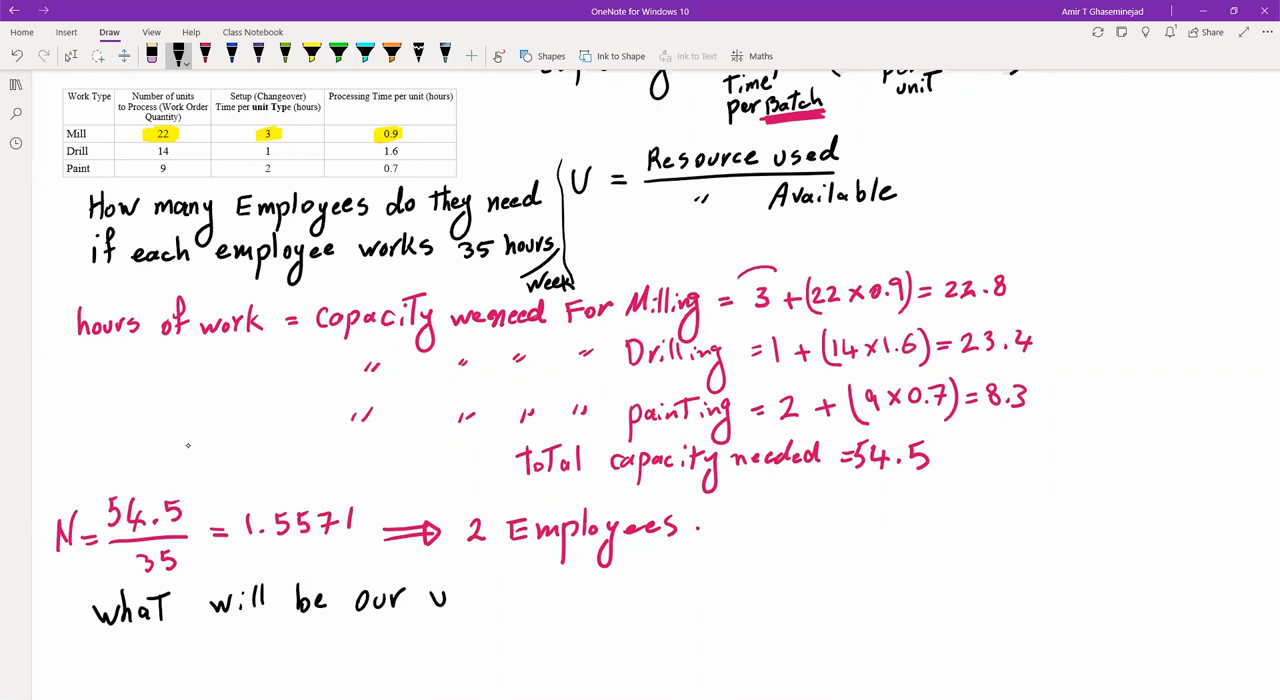 OneNote for Windows 10
Amir T Ghaseminejad
Home Insert Draw View Help Class Notebook
Shapes Ink to Shape Ink to Text Maths Share
Time'
per Batch
per
unit
Work Type Number of units to Process (Work Order Quantity) Setup (Changeover) Time per unit Type (hours) Processing Time per unit (hours)
Mill 22 3 0.9
Drill 14 1 1.6
Paint 9 2 0.7
How many Employees do they need
if each employee works 35 hours
week
U = Resource used
" Available
hours of work = capacity we need For Milling = 3 + (22 x 0.9) = 22.8
" " " " Drilling = 1 + (14 x 1.6) = 23.4
" " " " painting = 2 + (9 x 0.7) = 8.3
total capacity needed = 54.5
N = 54.5 / 35 = 1.5571 ⟹ 2 Employees.
what will be our u